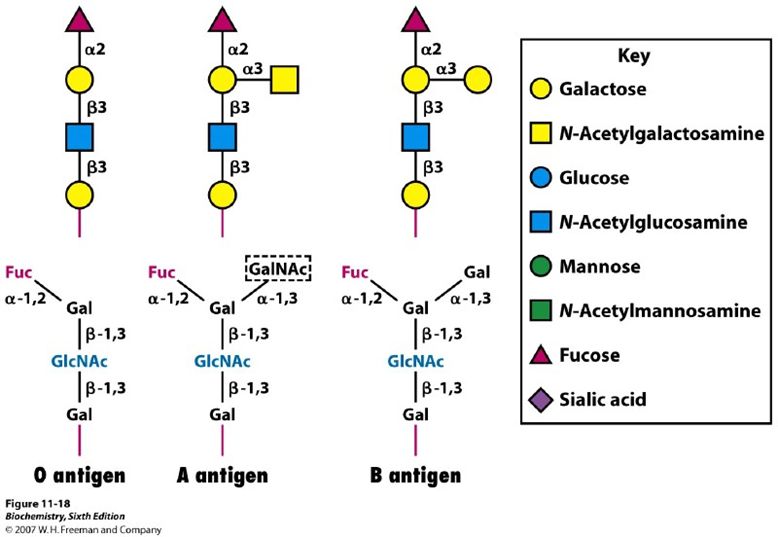 α2
α2
α2
α3
α3
β3
β3
β3
β3
β3
β3
Key
Galactose
N-Acetylgalactosamine
Glucose
N-Acetylglucosamine
Mannose
N-Acetylmannosamine
Fucose
Sialic acid
Fuc
α-1,2
Gal
β-1,3
GlcNAc
β-1,3
Gal
O antigen
Fuc
GalNAc
α-1,2
α-1,3
Gal
β-1,3
GlcNAc
β-1,3
Gal
A antigen
Fuc
Gal
α-1,2
α-1,3
Gal
β-1,3
GlcNAc
β-1,3
Gal
B antigen
Figure 11-18
Biochemistry, Sixth Edition
© 2007 W.H. Freeman and Company